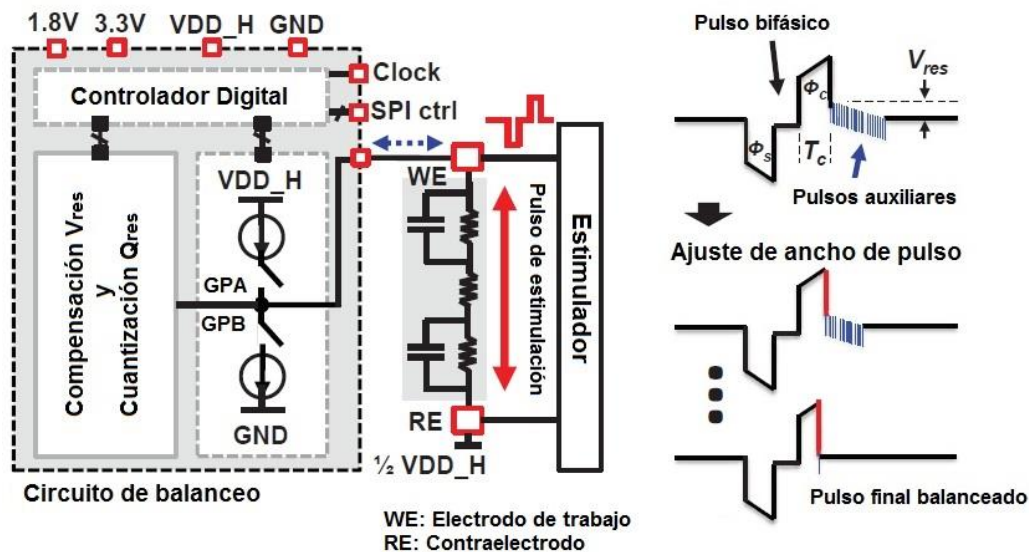 1.8V 3.3V VDD_H GND
Controlador Digital
Clock
SPI ctrl
VDD_H
GPA
GPB
GND
Compensación Vres
y
Cuantización Qres
Circuito de balanceo
WE
RE
½ VDD_H
Pulso de estimulación
Estimulador
WE: Electrodo de trabajo
RE: Contraelectrodo
Pulso bifásico
Vres
Φc
Φs
Tc
Pulsos auxiliares
Ajuste de ancho de pulso
Pulso final balanceado